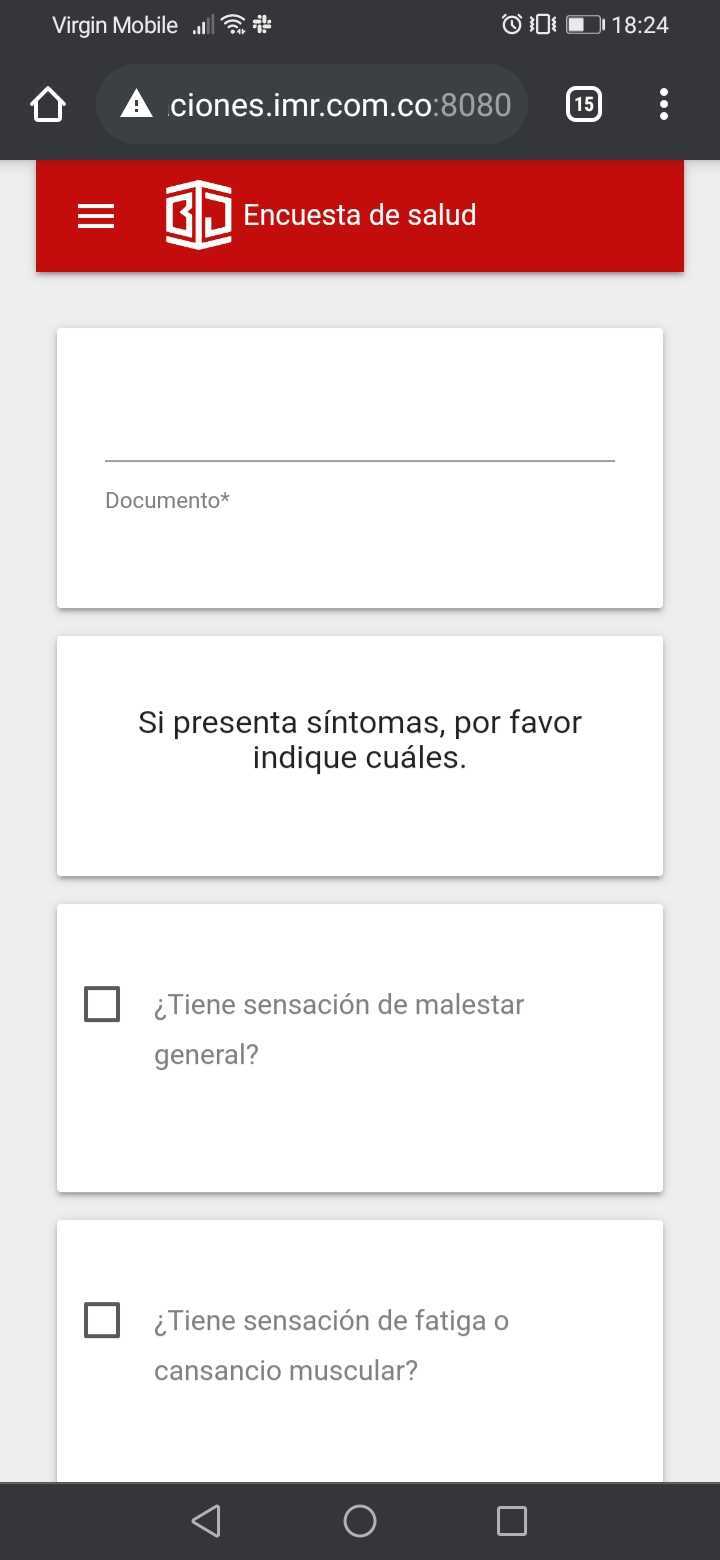 Virgin Mobile
18:24
.ciones.imr.com.co:8080
15
Encuesta de salud
Documento*
Si presenta síntomas, por favor
indique cuáles.
¿Tiene sensación de malestar
general?
¿Tiene sensación de fatiga o
cansancio muscular?